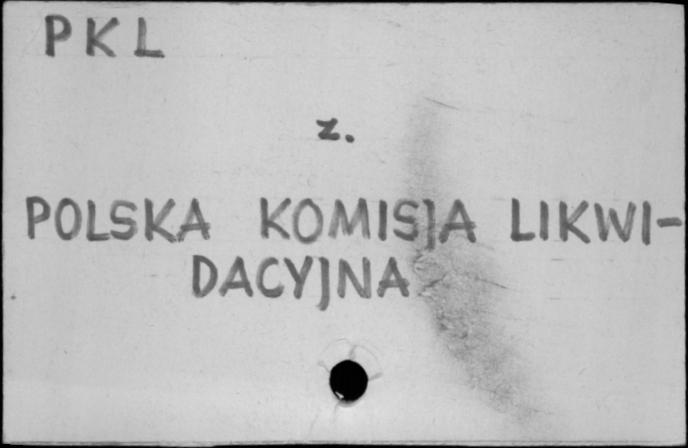 PKL
z.
POLSKA KOMISJA LIKWI-
DACYJNA